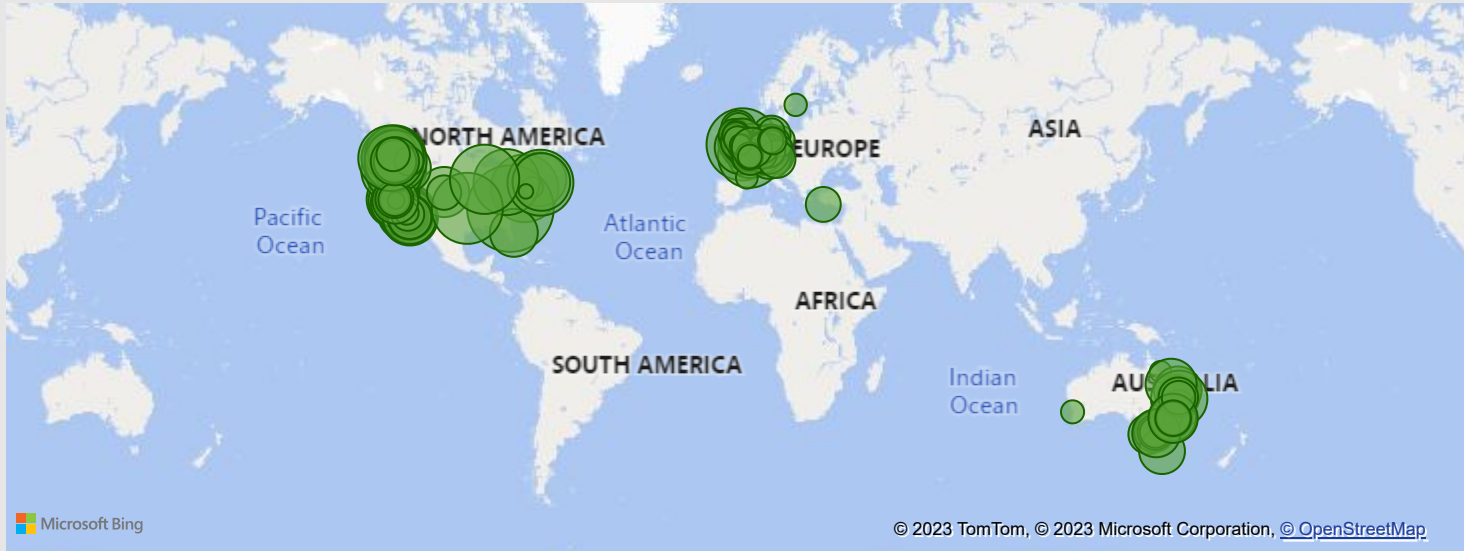 NORTH AMERICA
ASIA
EUROPE
Pacific
Ocean
Atlantic
Ocean
AFRICA
SOUTH AMERICA
Indian
Ocean
AUS LIA
Microsoft Bing
© 2023 TomTom, © 2023 Microsoft Corporation, © OpenStreetMap